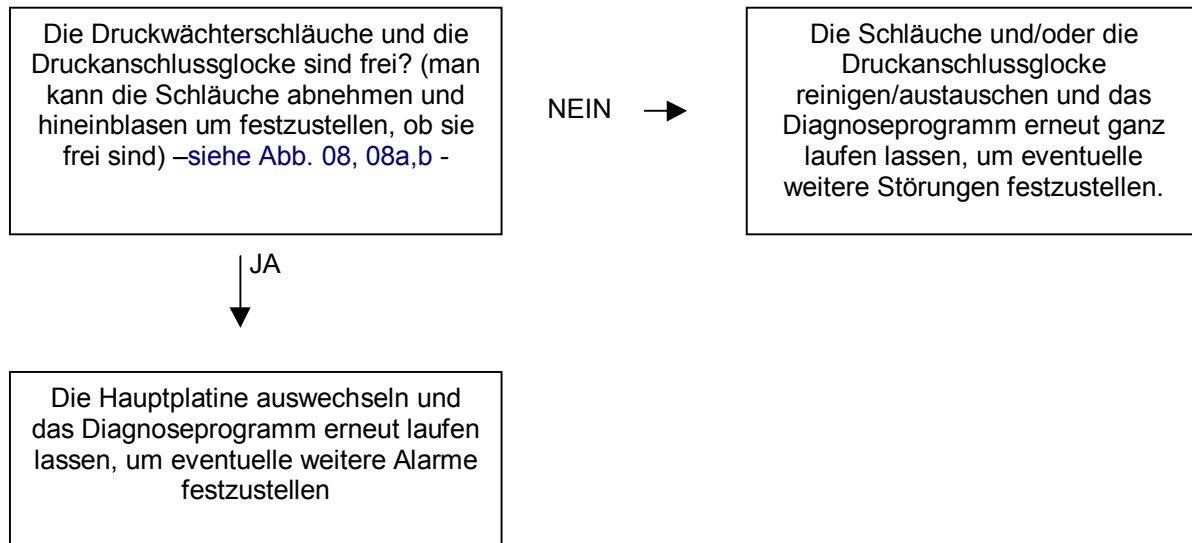 Die Druckwächterschläuche und die
Druckanschlussglocke sind frei? (man
kann die Schläuche abnehmen und
hineinblasen um festzustellen, ob sie
frei sind) –siehe Abb. 08, 08a,b -
NEIN
Die Schläuche und/oder die
Druckanschlussglocke
reinigen/austauschen und das
Diagnoseprogramm erneut ganz
laufen lassen, um eventuelle
weitere Störungen festzustellen.
JA
Die Hauptplatine auswechseln und
das Diagnoseprogramm erneut laufen
lassen, um eventuelle weitere Alarme
festzustellen